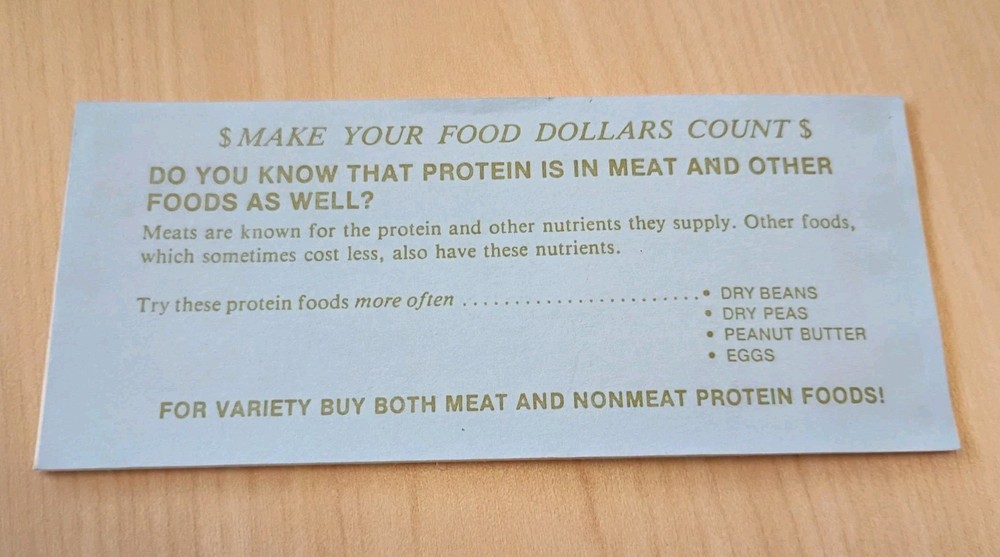 $ MAKE YOUR FOOD DOLLARS COUNT $
DO YOU KNOW THAT PROTEIN IS IN MEAT AND OTHER
FOODS AS WELL?
Meats are known for the protein and other nutrients they supply. Other foods,
which sometimes cost less, also have these nutrients.
Try these protein foods more often ........................• DRY BEANS
• DRY PEAS
• PEANUT BUTTER
• EGGS
FOR VARIETY BUY BOTH MEAT AND NONMEAT PROTEIN FOODS!